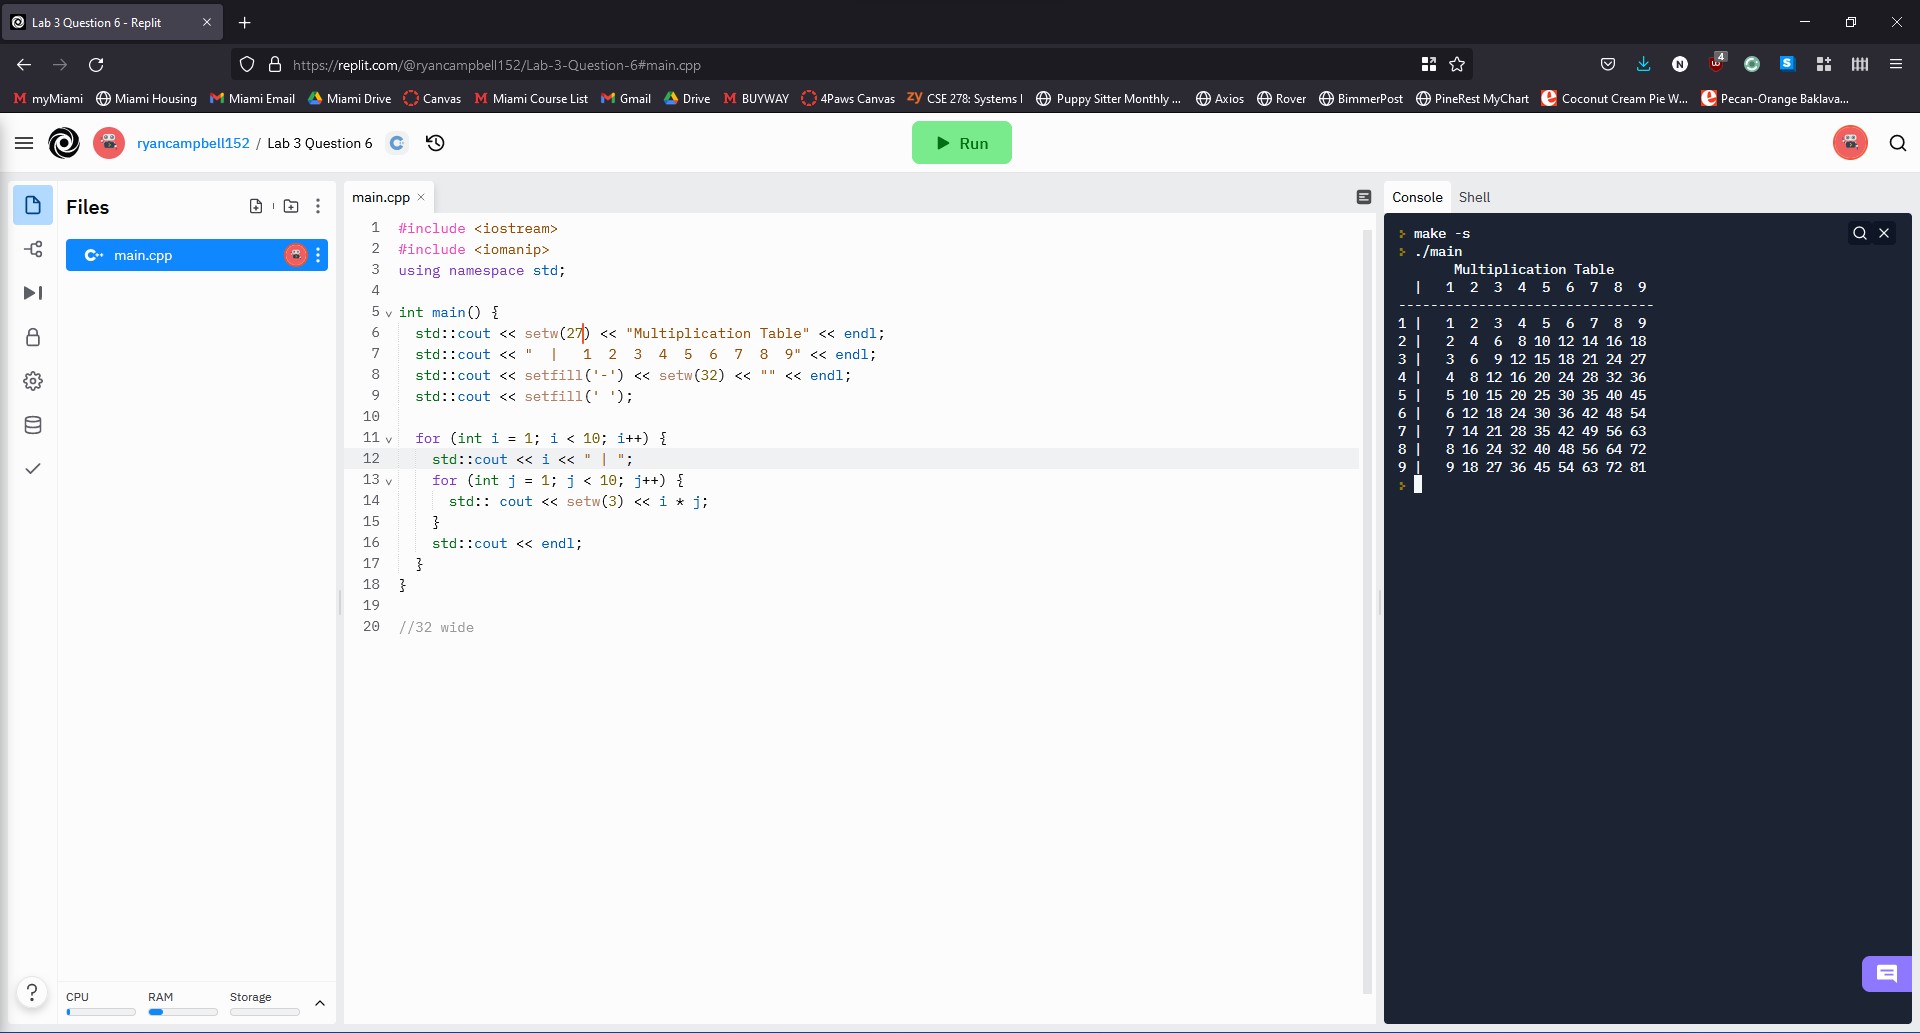 Lab 3 Question 6 - Replit
https://replit.com/@ryancampbell152/Lab-3-Question-6#main.cpp
4
myMiami Miami Housing Miami Email Miami Drive Canvas Miami Course List Gmail Drive BUYWAY 4Paws Canvas CSE 278: Systems I Puppy Sitter Monthly ... Axios Rover BimmerPost PineRest MyChart Coconut Cream Pie W... Pecan-Orange Baklava...
ryancampbell152 / Lab 3 Question 6
Run
Files
main.cpp
CPU RAM Storage
main.cpp
1 #include <iostream>
2 #include <iomanip>
3 using namespace std;
4
5 int main() {
6   std::cout << setw(27) << "Multiplication Table" << endl;
7   std::cout << "  |   1  2  3  4  5  6  7  8  9" << endl;
8   std::cout << setfill('-') << setw(32) << "" << endl;
9   std::cout << setfill(' ');
10
11   for (int i = 1; i < 10; i++) {
12     std::cout << i << " | ";
13     for (int j = 1; j < 10; j++) {
14       std:: cout << setw(3) << i * j;
15     }
16     std::cout << endl;
17   }
18 }
19
20 //32 wide
Console Shell
make -s
./main
       Multiplication Table
  |   1  2  3  4  5  6  7  8  9
--------------------------------
1 |   1  2  3  4  5  6  7  8  9
2 |   2  4  6  8 10 12 14 16 18
3 |   3  6  9 12 15 18 21 24 27
4 |   4  8 12 16 20 24 28 32 36
5 |   5 10 15 20 25 30 35 40 45
6 |   6 12 18 24 30 36 42 48 54
7 |   7 14 21 28 35 42 49 56 63
8 |   8 16 24 32 40 48 56 64 72
9 |   9 18 27 36 45 54 63 72 81